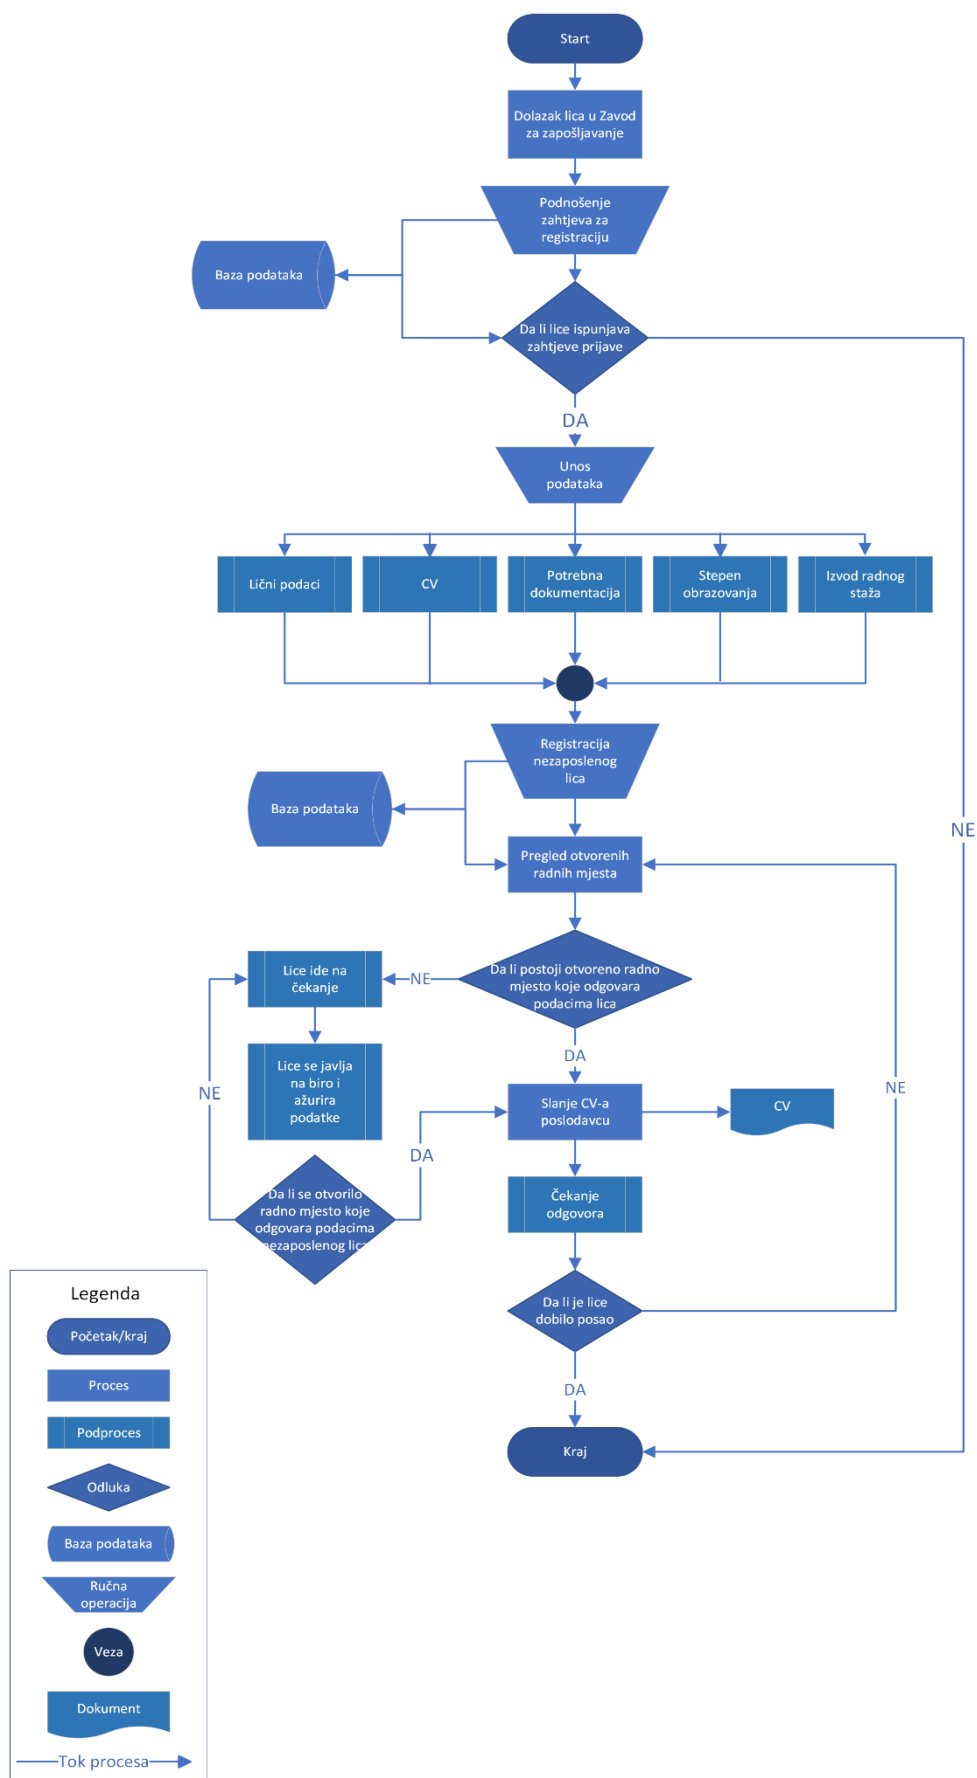 Start
Dolazak lica u Zavod
za zapošljavanje
Podnošenje
zahtjeva za
registraciju
Baza podataka
Da li lice ispunjava
zahtjeve prijave
DA
Unos
podataka
Lični podaci
CV
Potrebna
dokumentacija
Stepen
obrazovanja
Izvod radnog
staža
Registracija
nezaposlenog
lica
Baza podataka
NE
Pregled otvorenih
radnih mjesta
Da li postoji otvoreno radno
mjesto koje odgovara
podacima lica
NE
Lice ide na
čekanje
DA
Lice se javlja
na biro i
ažurira
podatke
NE
NE
Slanje CV-a
poslodavcu
CV
DA
Da li se otvorilo
radno mjesto koje
odgovara podacima
nezaposlenog lica
Čekanje
odgovora
Da li je lice
dobilo posao
DA
Kraj
Legenda
Početak/kraj
Proces
Podproces
Odluka
Baza podataka
Ručna
operacija
Veza
Dokument
Tok procesa